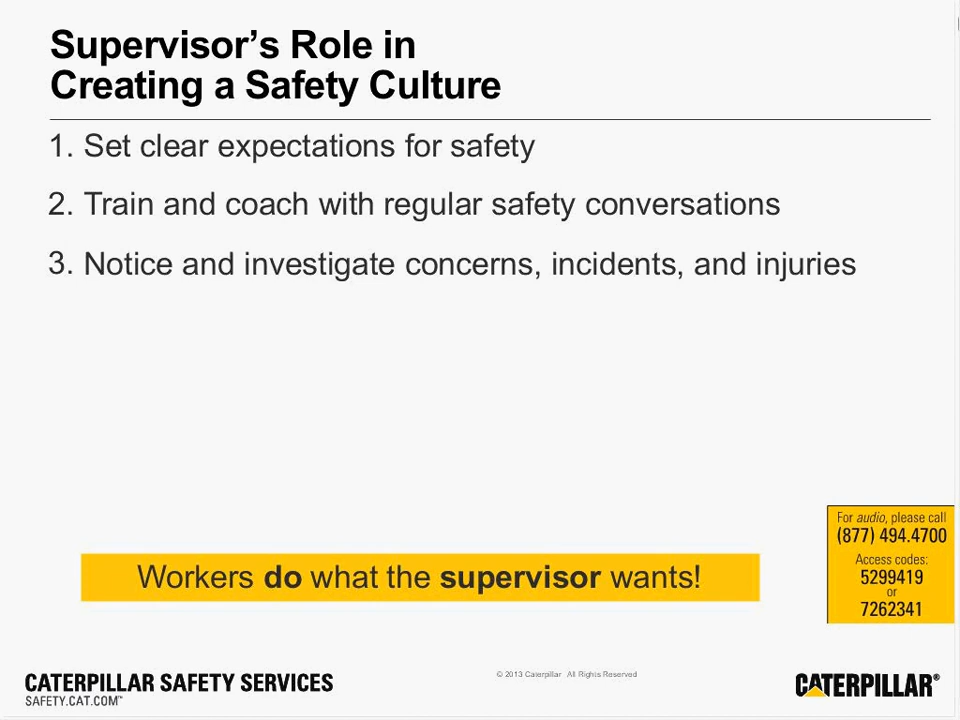 Supervisor’s Role in
Creating a Safety Culture
1. Set clear expectations for safety
2. Train and coach with regular safety conversations
3. Notice and investigate concerns, incidents, and injuries
For audio, please call
(877) 494.4700
Access codes:
5299419
or
7262341
Workers do what the supervisor wants!
CATERPILLAR SAFETY SERVICES
SAFETY.CAT.COM™
© 2013 Caterpillar All Rights Reserved
CATERPILLAR®